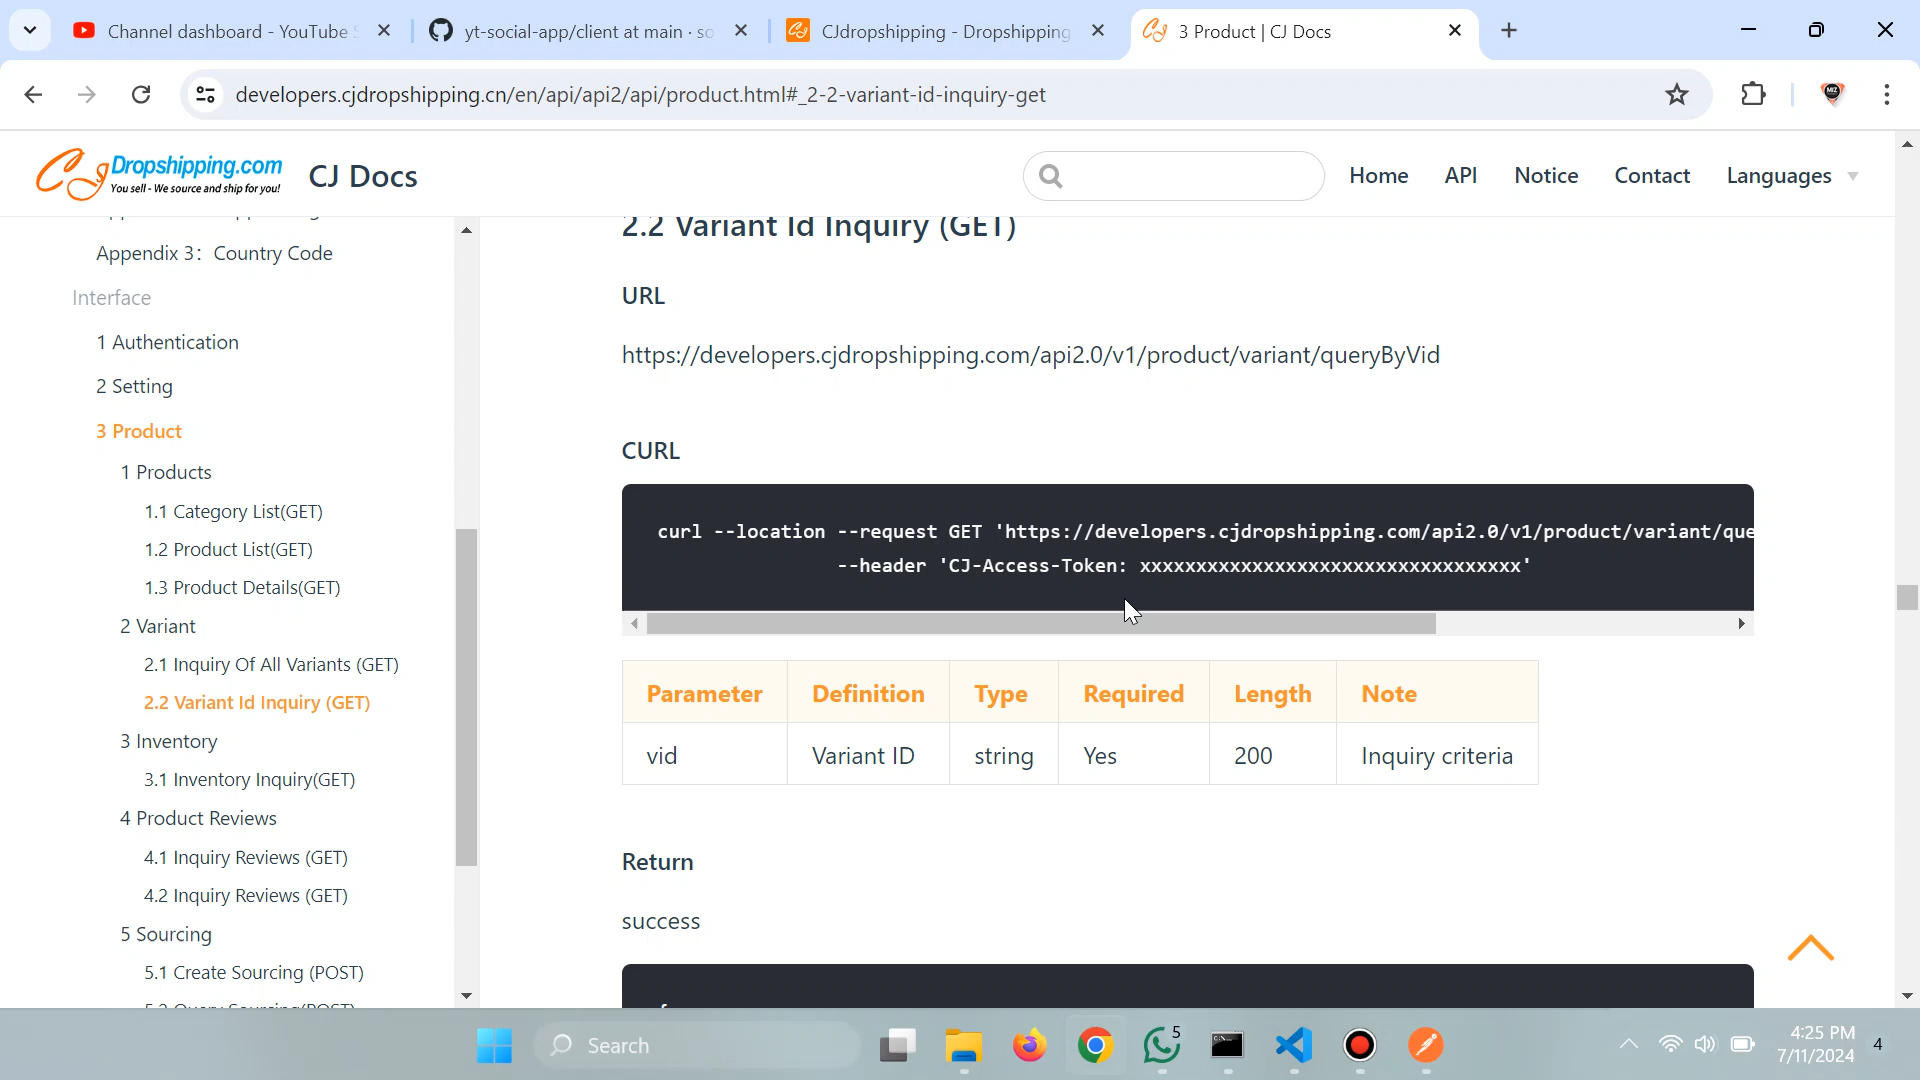 Channel dashboard - YouTube S
yt-social-app/client at main · so
CJdropshipping - Dropshipping
3 Product | CJ Docs
developers.cjdropshipping.cn/en/api/api2/api/product.html#_2-2-variant-id-inquiry-get
Dropshipping.com
You sell - We source and ship for you!
CJ Docs
Home
API
Notice
Contact
Languages
Appendix 3：Country Code
Interface
1 Authentication
2 Setting
3 Product
1 Products
1.1 Category List(GET)
1.2 Product List(GET)
1.3 Product Details(GET)
2 Variant
2.1 Inquiry Of All Variants (GET)
2.2 Variant Id Inquiry (GET)
3 Inventory
3.1 Inventory Inquiry(GET)
4 Product Reviews
4.1 Inquiry Reviews (GET)
4.2 Inquiry Reviews (GET)
5 Sourcing
5.1 Create Sourcing (POST)
2.2 Variant Id Inquiry (GET)
URL
https://developers.cjdropshipping.com/api2.0/v1/product/variant/queryByVid
CURL
curl --location --request GET 'https://developers.cjdropshipping.com/api2.0/v1/product/variant/que
--header 'CJ-Access-Token: xxxxxxxxxxxxxxxxxxxxxxxxxxxxxxxxxx'
Parameter Definition Type Required Length Note
vid Variant ID string Yes 200 Inquiry criteria
Return
success
{
Search
5
4:25 PM
7/11/2024
4